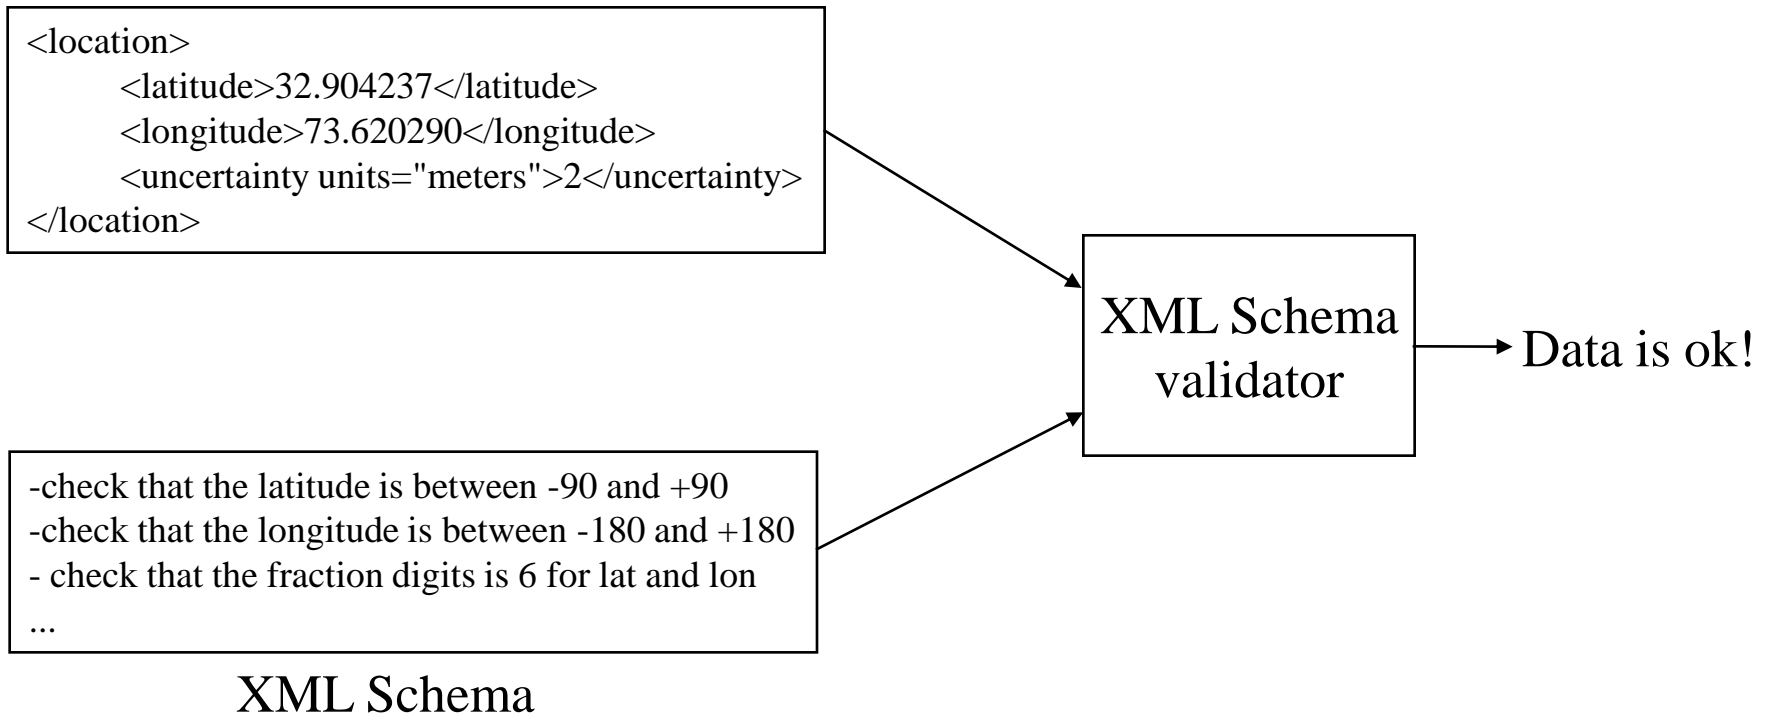 <location>
<latitude>32.904237</latitude>
<longitude>73.620290</longitude>
<uncertainty units="meters">2</uncertainty>
</location>
XML Schema
validator
Data is ok!
-check that the latitude is between -90 and +90
-check that the longitude is between -180 and +180
- check that the fraction digits is 6 for lat and lon
...
XML Schema